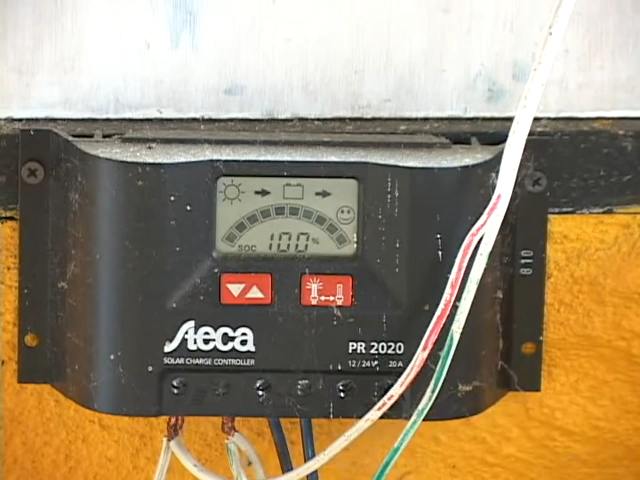 SOC 100%
Steca
SOLAR CHARGE CONTROLLER
PR 2020
12/24V 20A
810